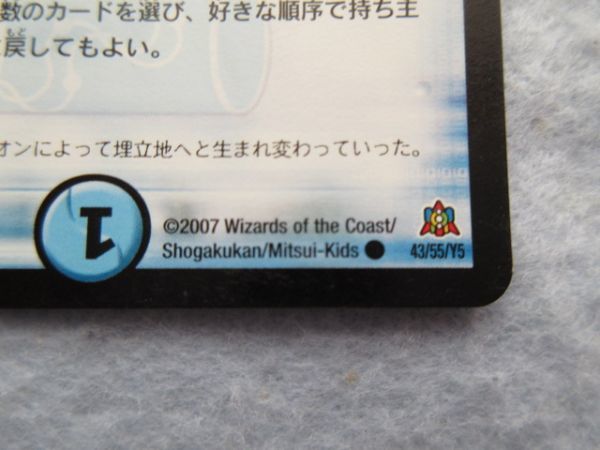 数のカードを選び、好きな順序で持ち主
戻してもよい。
オンによって埋立地へと生まれ変わっていった。
1
©2007 Wizards of the Coast/
Shogakukan/Mitsui-Kids ●
43/55/Y5